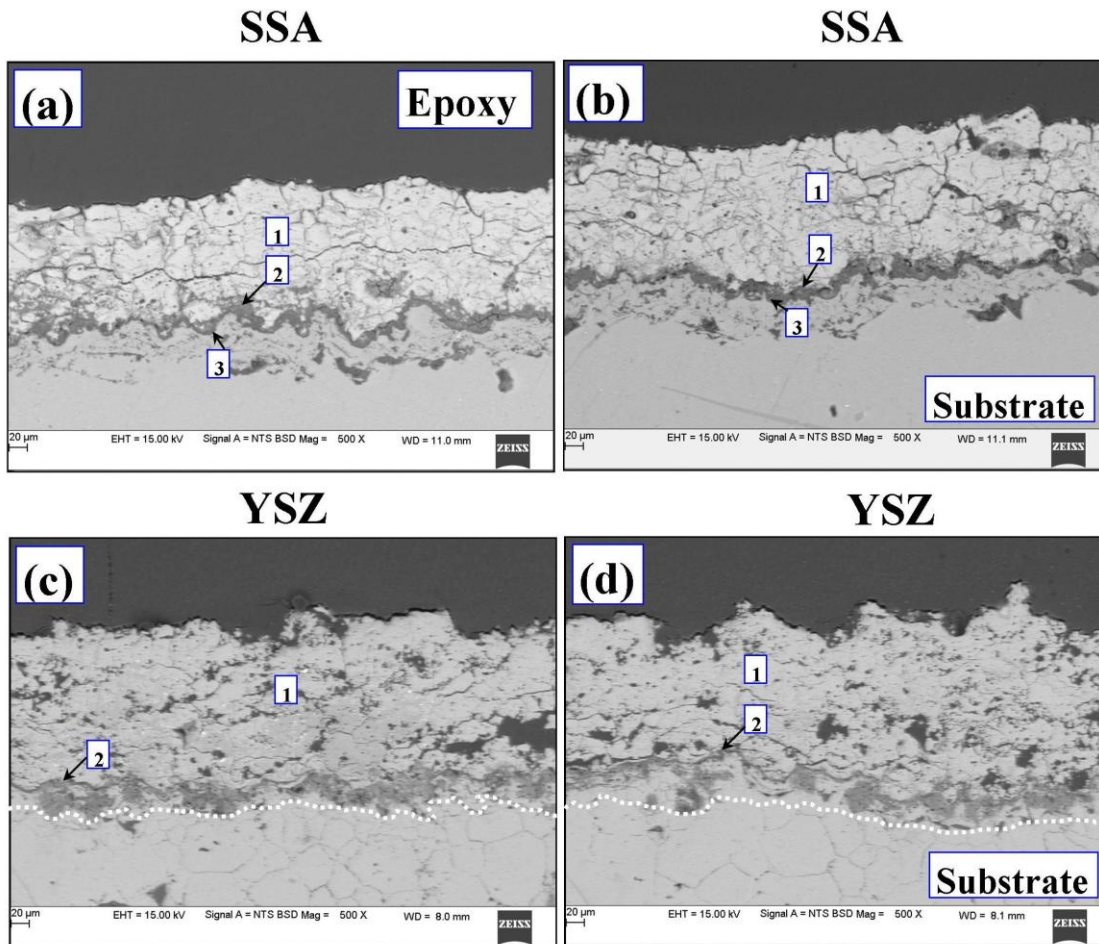 SSA
SSA
(a)
Epoxy
1
2
3
20 µm
EHT = 15.00 kV Signal A = NTS BSD Mag = 500 X WD = 11.0 mm
ZEISS
(b)
1
2
3
Substrate
20 µm
EHT = 15.00 kV Signal A = NTS BSD Mag = 500 X WD = 11.1 mm
ZEISS
YSZ
YSZ
(c)
1
2
20 µm
EHT = 15.00 kV Signal A = NTS BSD Mag = 500 X WD = 8.0 mm
ZEISS
(d)
1
2
Substrate
20 µm
EHT = 15.00 kV Signal A = NTS BSD Mag = 500 X WD = 8.1 mm
ZEISS